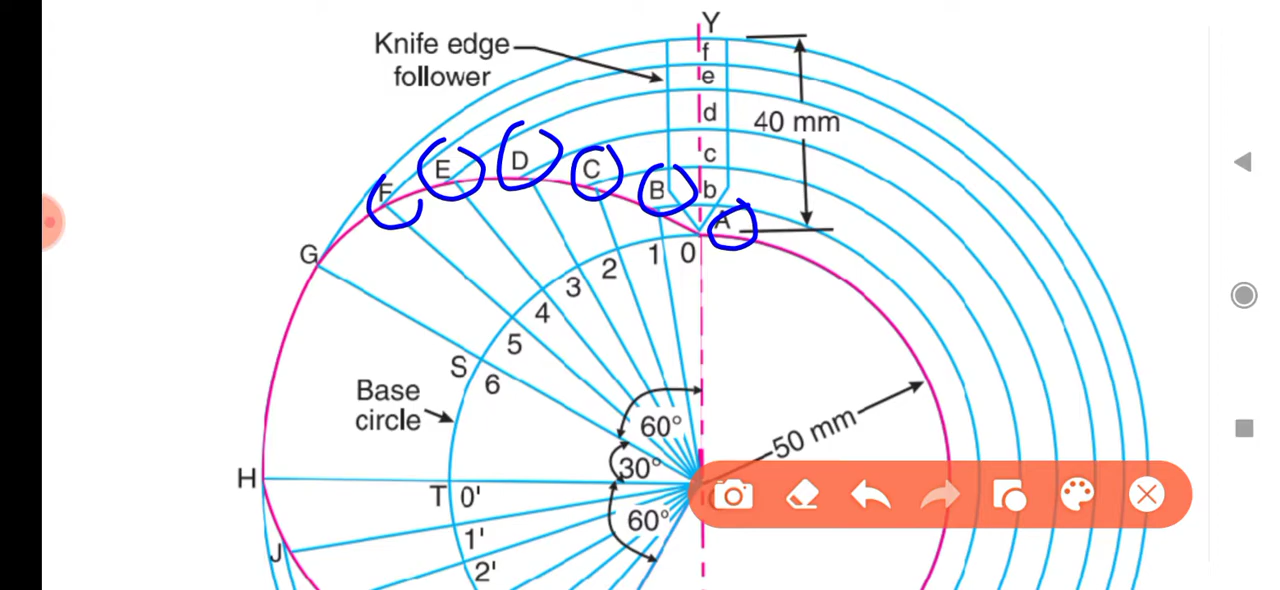 Y
Knife edge
follower
f
e
d
40 mm
c
b
A
B
C
D
E
F
G
0
1
2
3
4
5
S
6
Base
circle
60°
50 mm
30°
H
T 0'
60°
1'
J
2'